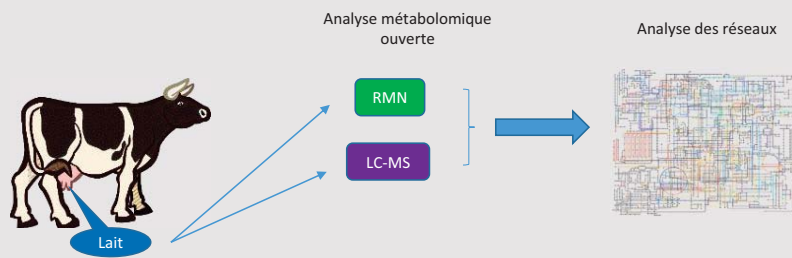 Analyse métabolomique
ouverte
Analyse des réseaux
RMN
LC-MS
Lait